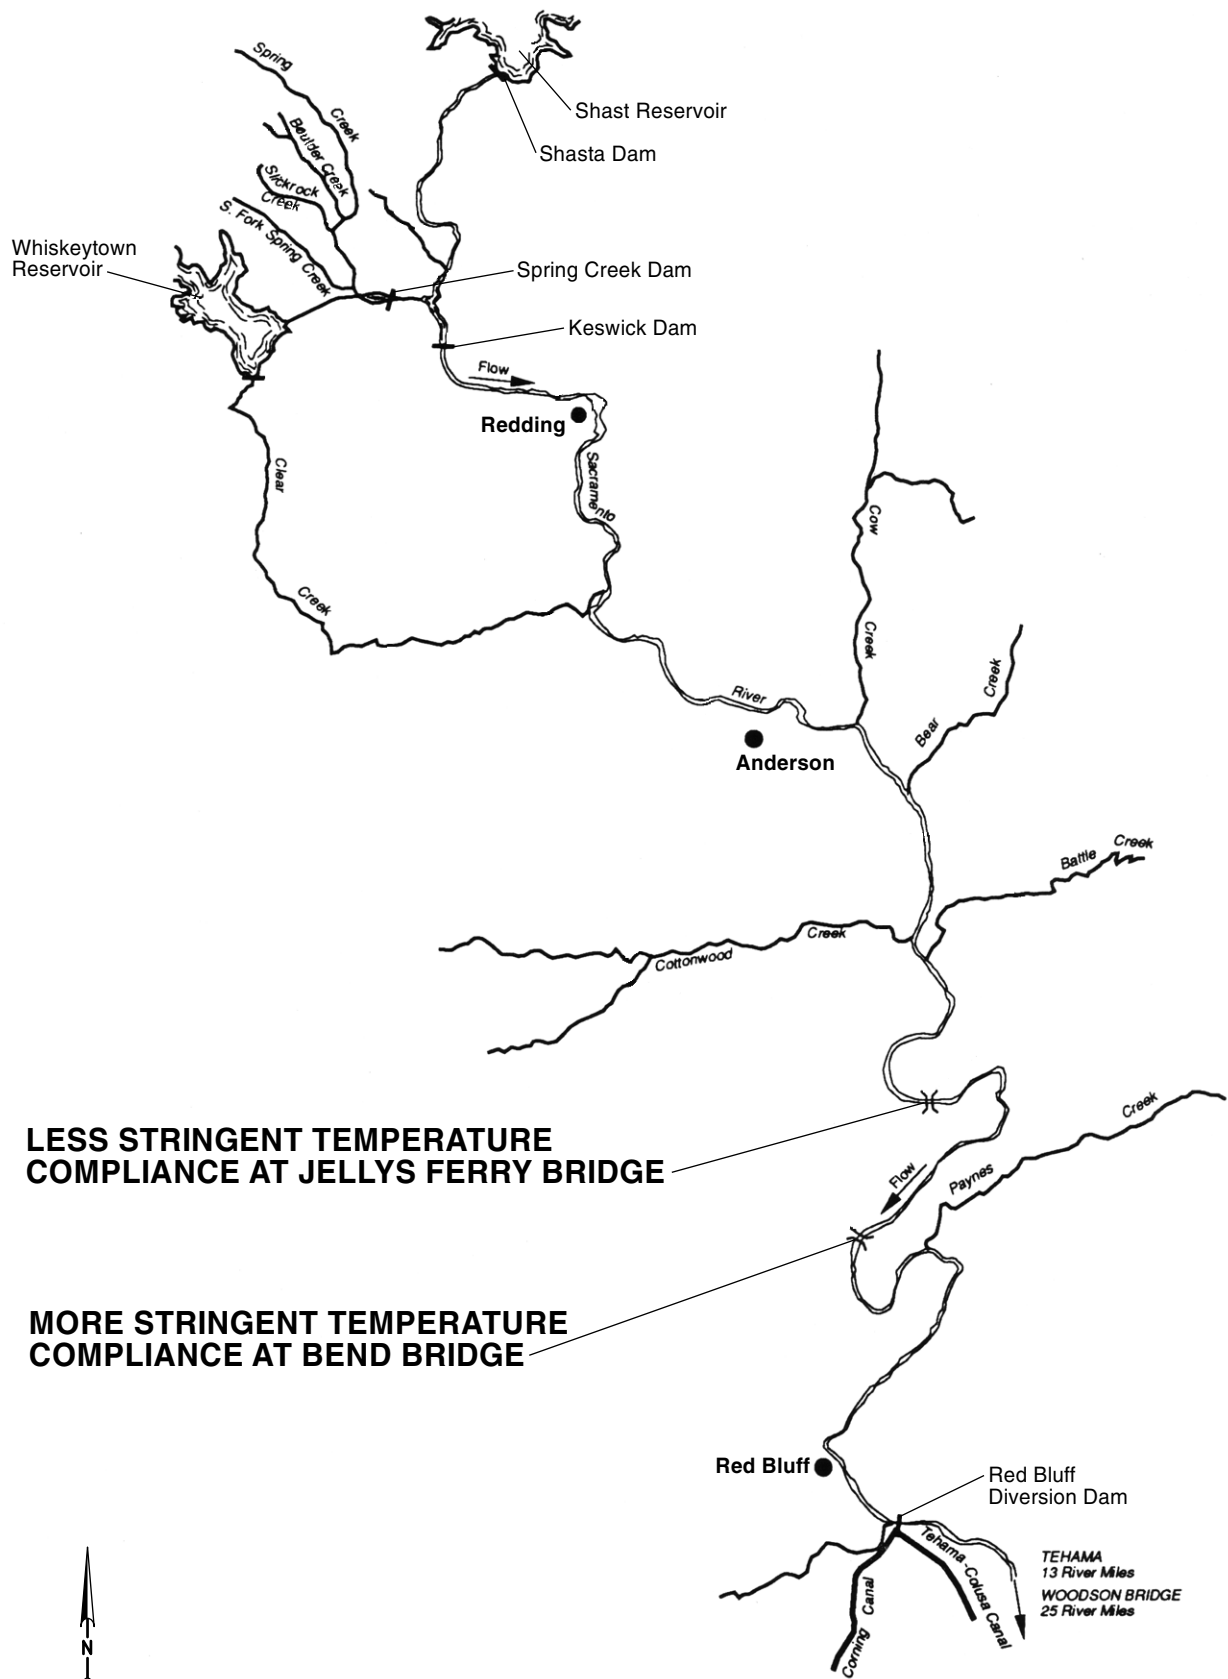 Spring
Creek
Shast Reservoir
Boulder Creek
Shasta Dam
Slickrock
Creek
S. Fork Spring Creek
Whiskeytown
Reservoir
Spring Creek Dam
Keswick Dam
Flow
Redding
Sacramento
Clear
Creek
Cow
Creek
Creek
Bear
River
Anderson
Creek
Battle
Creek
Cottonwood
Creek
Paynes
LESS STRINGENT TEMPERATURE
COMPLIANCE AT JELLYS FERRY BRIDGE
Flow
MORE STRINGENT TEMPERATURE
COMPLIANCE AT BEND BRIDGE
Red Bluff
Red Bluff
Diversion Dam
Tehama-Colusa Canal
Corning Canal
TEHAMA
13 River Miles
WOODSON BRIDGE
25 River Miles
N